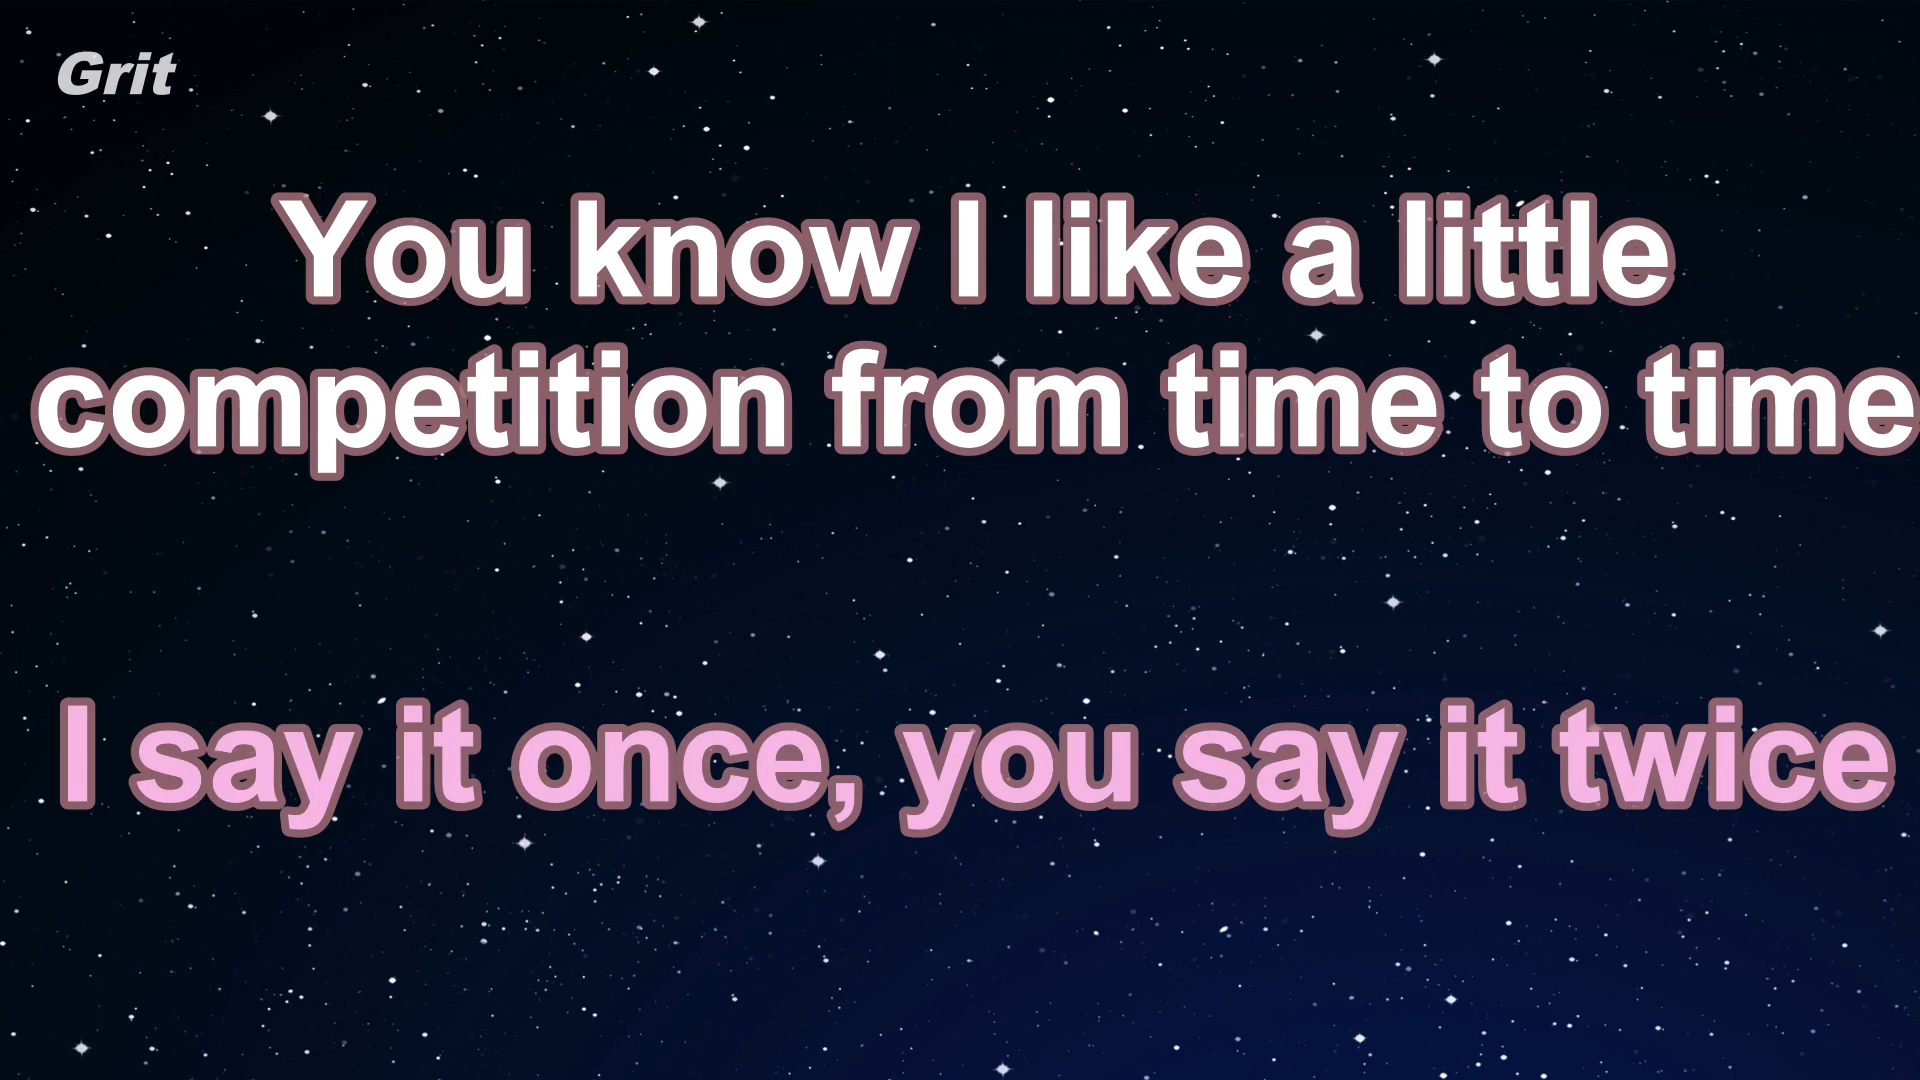 Grit
You know I like a little
competition from time to time
I say it once, you say it twice